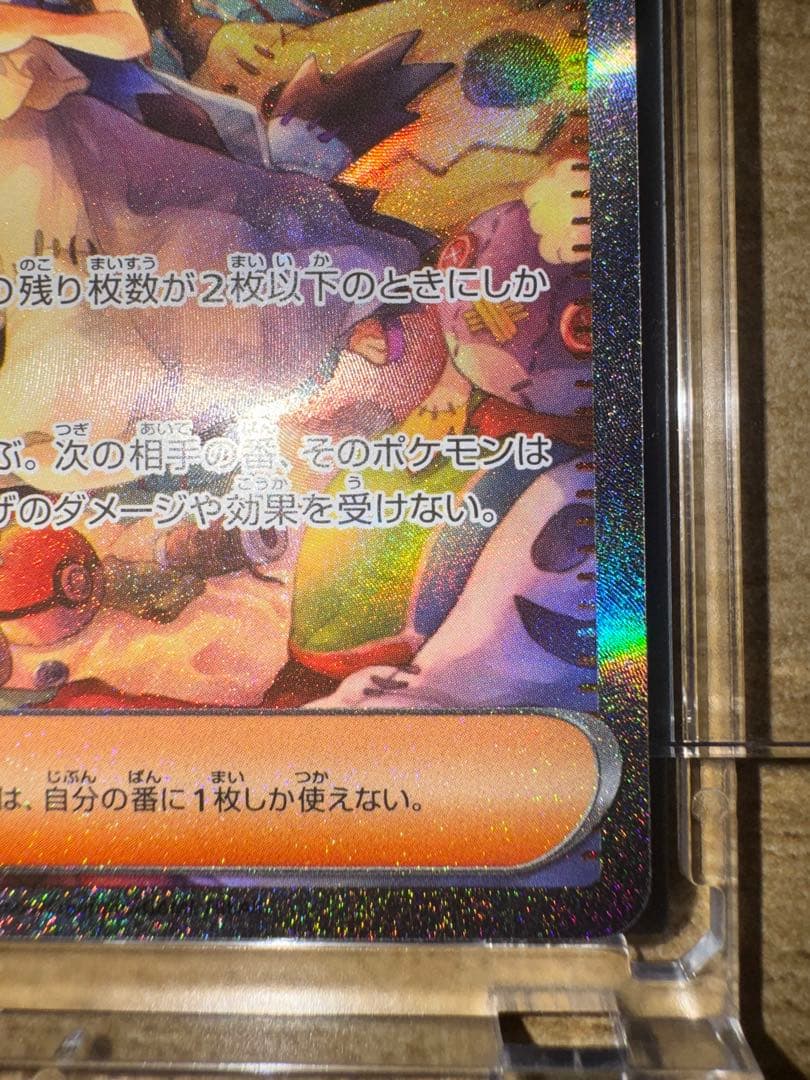 残り枚数が2枚以下のときにしか
ぶ。次の相手の番、そのポケモンは
ザのダメージや効果を受けない。
は、自分の番に1枚しか使えない。